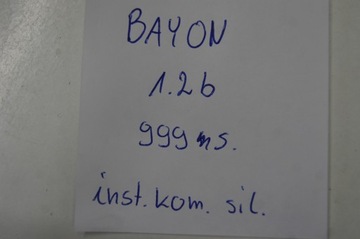 BAYON
1.2b
999 ms.
inst. kom. sil.